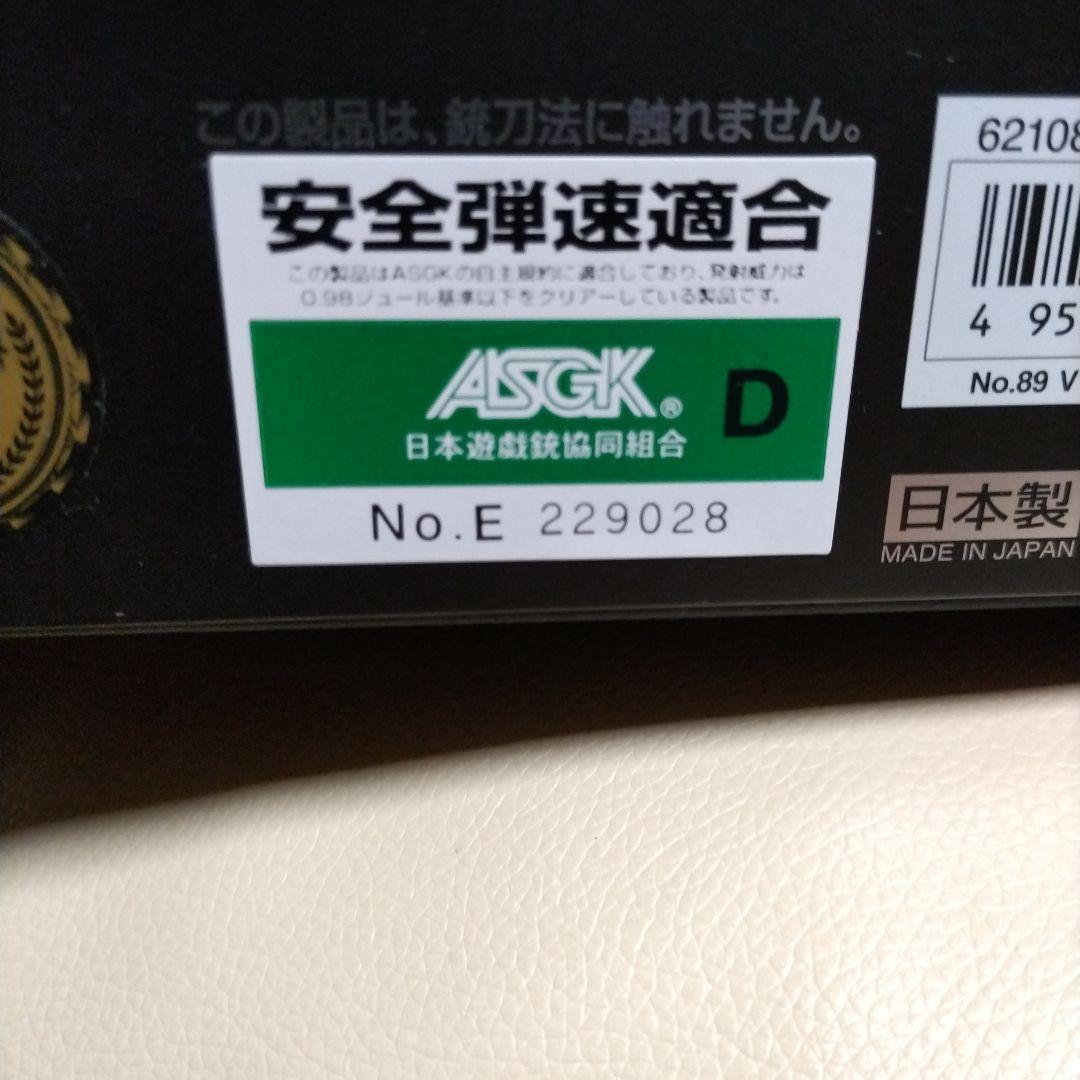 この製品は、銃刀法に触れません。
安全弾速適合
この製品はASGKの自主規約に適合しており、発射威力は
0.98ジュール基準以下をクリアーしている製品です。
ASGK®
D
日本遊戯銃協同組合
No.E 229028
62108
4 95
No.89 V
日本製
MADE IN JAPAN